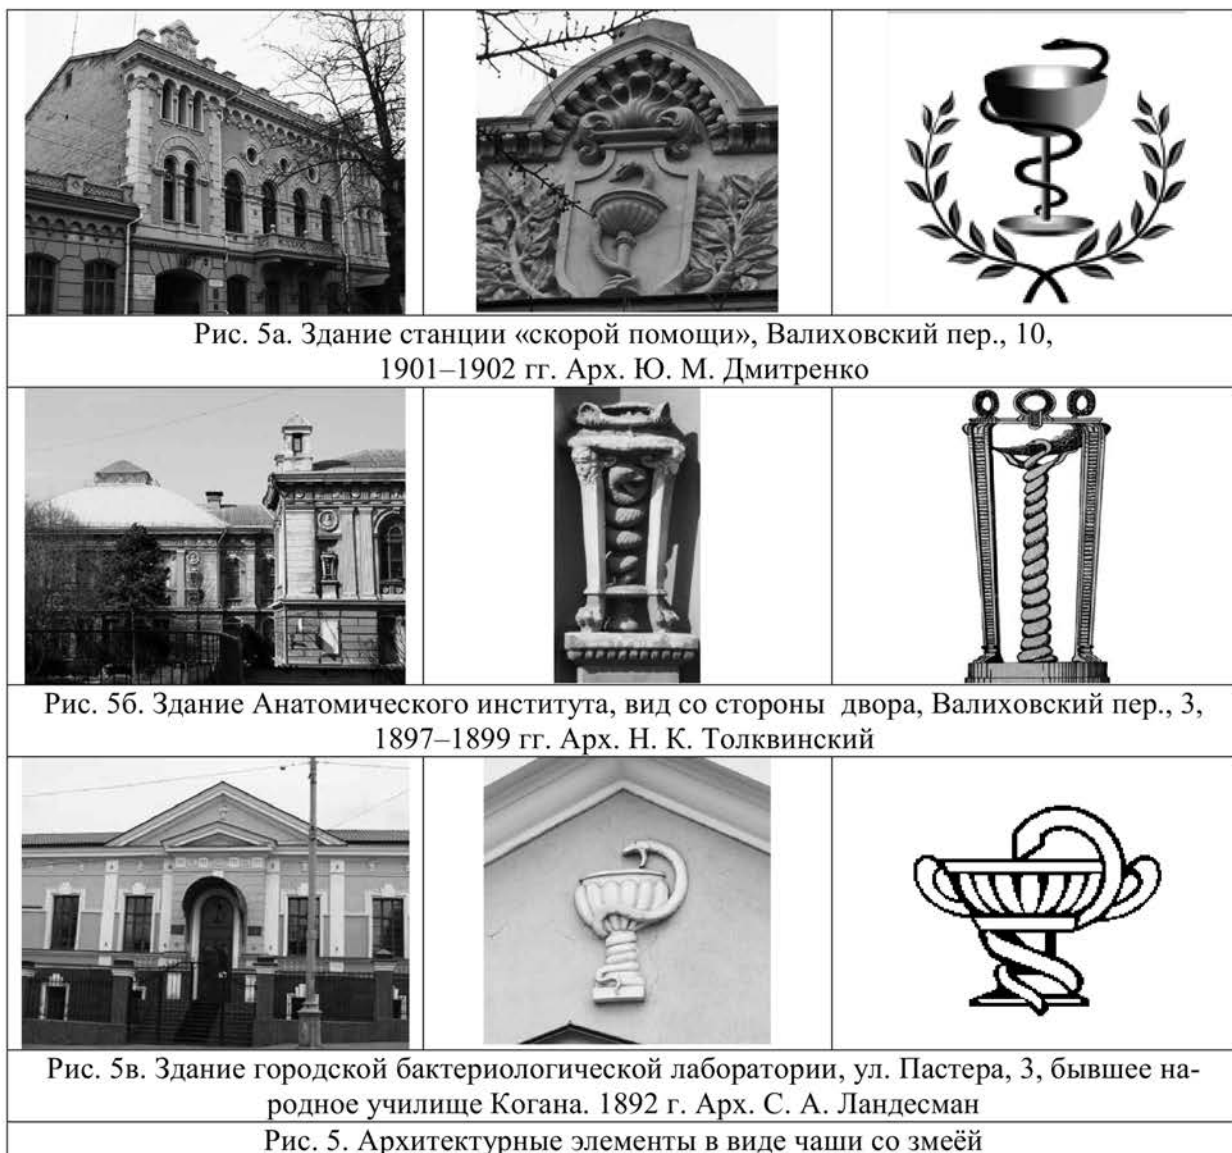 Рис. 5а. Здание станции «скорой помощи», Валиховский пер., 10,
1901–1902 гг. Арх. Ю. М. Дмитренко
Рис. 5б. Здание Анатомического института, вид со стороны двора, Валиховский пер., 3,
1897–1899 гг. Арх. Н. К. Толквинский
Рис. 5в. Здание городской бактериологической лаборатории, ул. Пастера, 3, бывшее на-
родное училище Когана. 1892 г. Арх. С. А. Ландесман
Рис. 5. Архитектурные элементы в виде чаши со змеёй